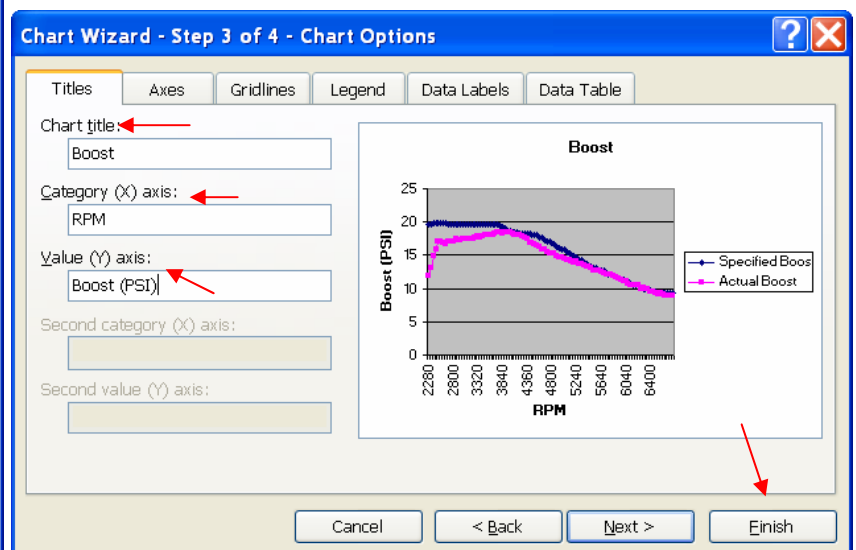 Chart Wizard - Step 3 of 4 - Chart Options
Titles
Axes
Gridlines
Legend
Data Labels
Data Table
Chart title:
Boost
Category (X) axis:
RPM
Value (Y) axis:
Boost (PSI)
Second category (X) axis:
Second value (Y) axis:
Boost
25
20
15
10
5
0
Boost (PSI)
2280
2800
3320
3840
4360
4800
5240
5640
6040
6400
RPM
Specified Boos
Actual Boost
Cancel
< Back
Next >
Finish